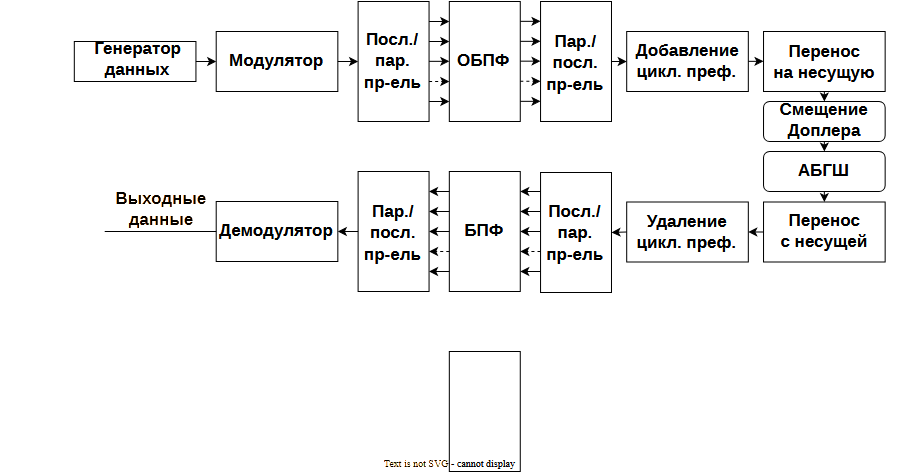 Генератор
данных
Модулятор
Посл./
пар.
пр-ель
ОБПФ
Пар./
посл.
пр-ель
Добавление
цикл. преф.
Перенос
на несущую
Смещение
Доплера
АБГШ
Перенос
с несущей
Удаление
цикл. преф.
Посл./
пар.
пр-ель
БПФ
Пар./
посл.
пр-ель
Демодулятор
Выходные
данные
Text is not SVG - cannot display